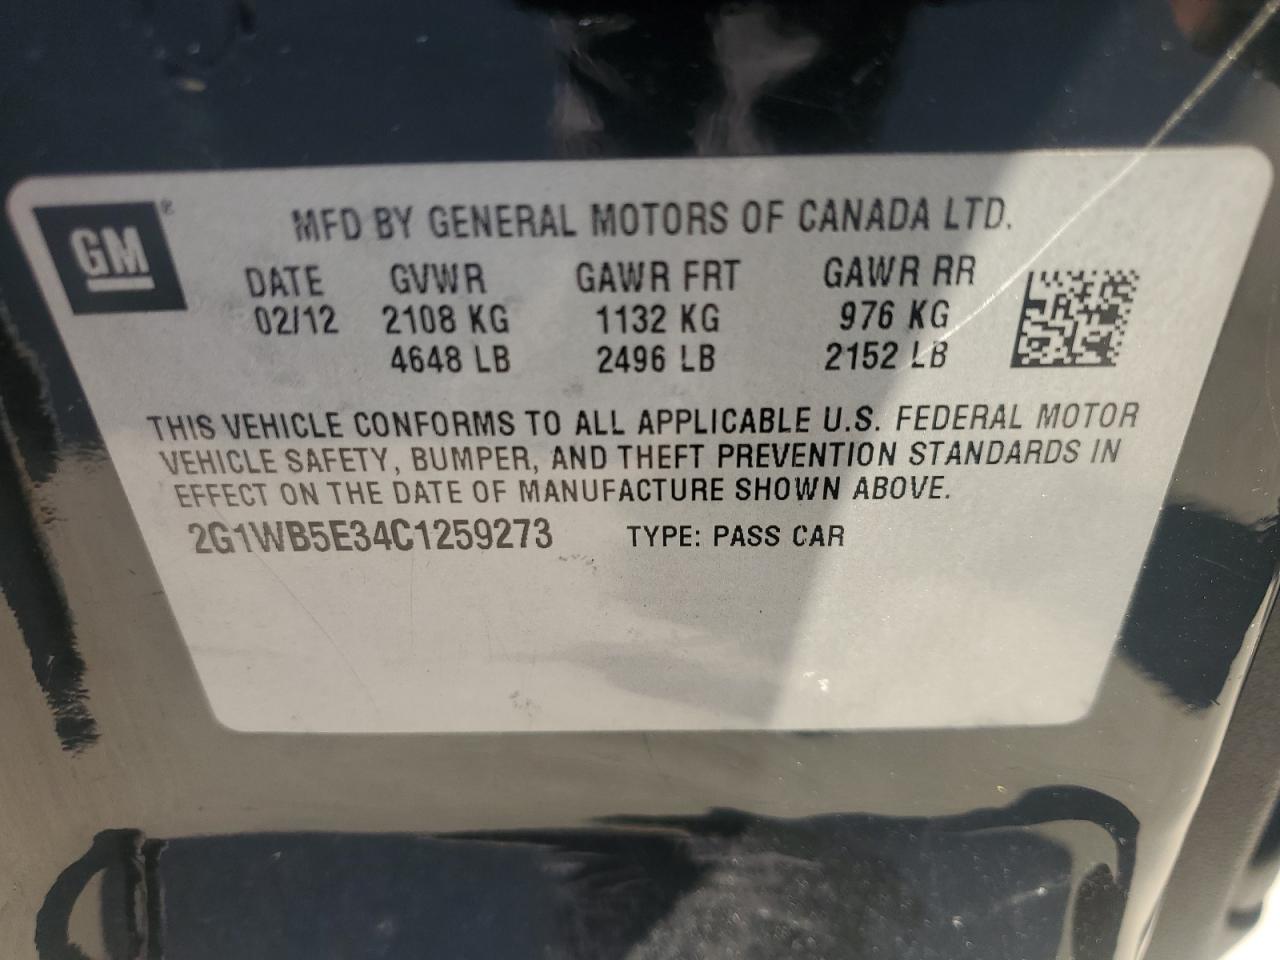 GM®
MFD BY GENERAL MOTORS OF CANADA LTD.
DATE GVWR GAWR FRT GAWR RR
02/12 2108 KG 1132 KG 976 KG
4648 LB 2496 LB 2152 LB
THIS VEHICLE CONFORMS TO ALL APPLICABLE U.S. FEDERAL MOTOR
VEHICLE SAFETY, BUMPER, AND THEFT PREVENTION STANDARDS IN
EFFECT ON THE DATE OF MANUFACTURE SHOWN ABOVE.
2G1WB5E34C1259273 TYPE: PASS CAR